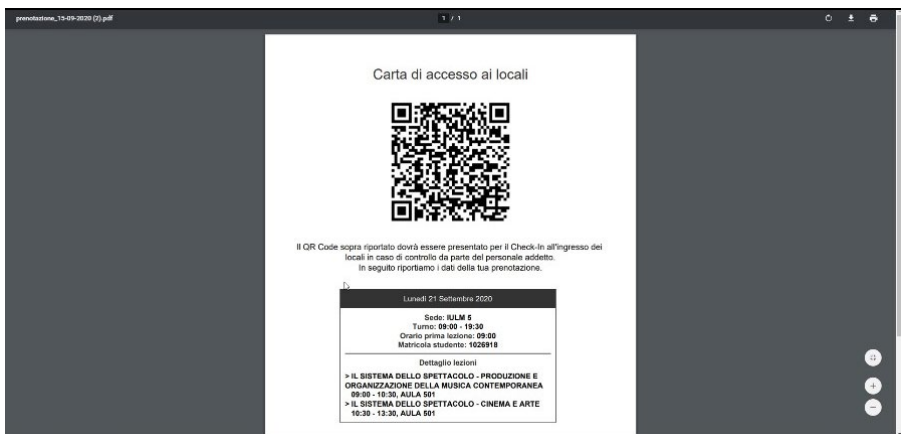 prenotazione_15-09-2020 (2).pdf
1 / 1
Carta di accesso ai locali
Il QR Code sopra riportato dovrà essere presentato per il Check-In all'ingresso dei
locali in caso di controllo da parte del personale addetto.
In seguito riportiamo i dati della tua prenotazione.
Lunedì 21 Settembre 2020
Sede: IULM 5
Turno: 09:00 - 19:30
Orario prima lezione: 09:00
Matricola studente: 1026918
Dettaglio lezioni
> IL SISTEMA DELLO SPETTACOLO - PRODUZIONE E
ORGANIZZAZIONE DELLA MUSICA CONTEMPORANEA
09:00 - 10:30, AULA 501
> IL SISTEMA DELLO SPETTACOLO - CINEMA E ARTE
10:30 - 13:30, AULA 501